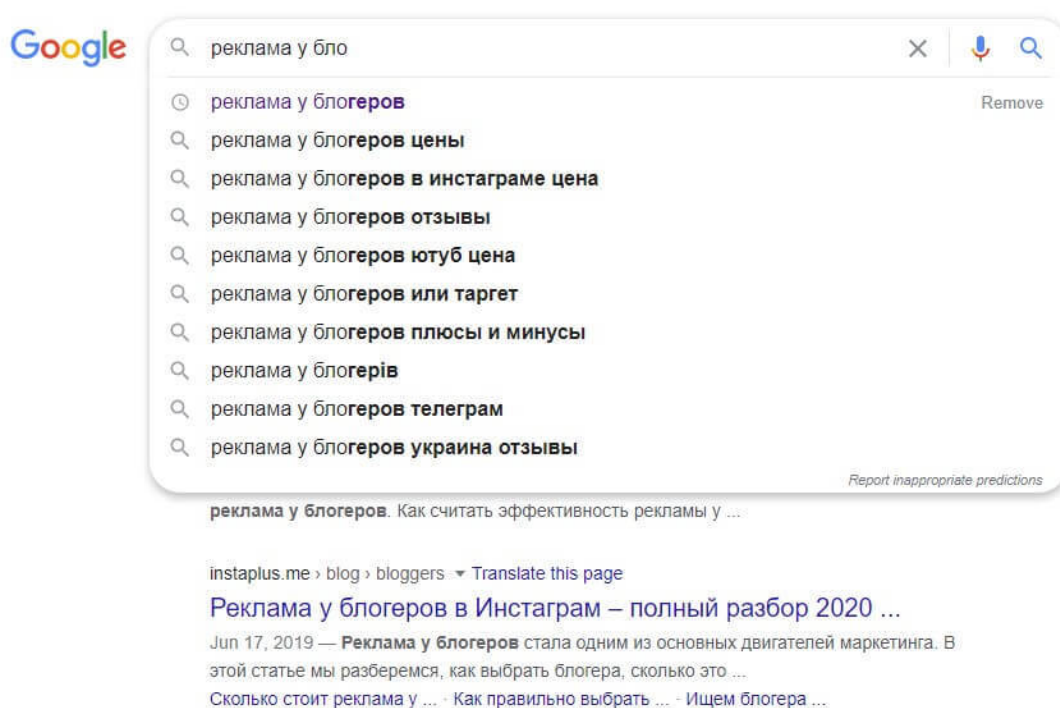 Google реклама у бло
реклама у блогеров Remove
реклама у блогеров цены
реклама у блогеров в инстаграме цена
реклама у блогеров отзывы
реклама у блогеров ютуб цена
реклама у блогеров или таргет
реклама у блогеров плюсы и минусы
реклама у блогерів
реклама у блогеров телеграм
реклама у блогеров украина отзывы
Report inappropriate predictions
реклама у блогеров. Как считать эффективность рекламы у ...
instaplus.me › blog › bloggers ▼ Translate this page
Реклама у блогеров в Инстаграм – полный разбор 2020 ...
Jun 17, 2019 — Реклама у блогеров стала одним из основных двигателей маркетинга. В
этой статье мы разберемся, как выбрать блогера, сколько это ...
Сколько стоит реклама у ... · Как правильно выбрать ... · Ищем блогера ...